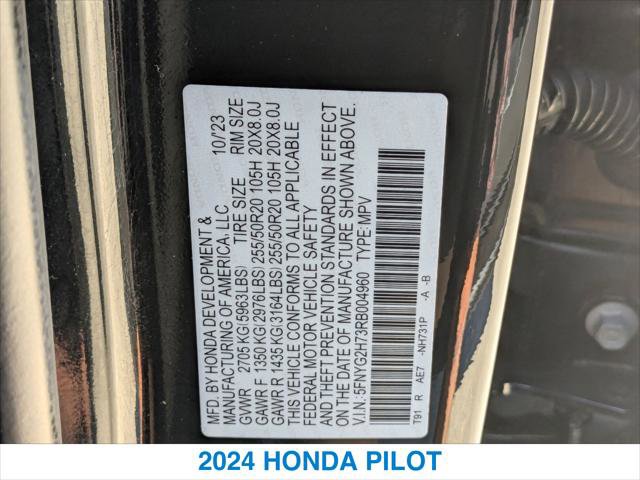 MFD. BY HONDA DEVELOPMENT & 10/23
MANUFACTURING OF AMERICA, LLC
GVWR 2705 KG(5963LBS) TIRE SIZE RIM SIZE
GAWR F 1350 KG(2976LBS) 255/50R20 105H 20X8.0J
GAWR R 1435 KG(3164LBS) 255/50R20 105H 20X8.0J
THIS VEHICLE CONFORMS TO ALL APPLICABLE
FEDERAL MOTOR VEHICLE SAFETY
AND THEFT PREVENTION STANDARDS IN EFFECT
ON THE DATE OF MANUFACTURE SHOWN ABOVE.
V.I.N: 5FNYG2H73RB004960 TYPE:MPV
T91 R AE7 -NH731P -A -B
2024 HONDA PILOT